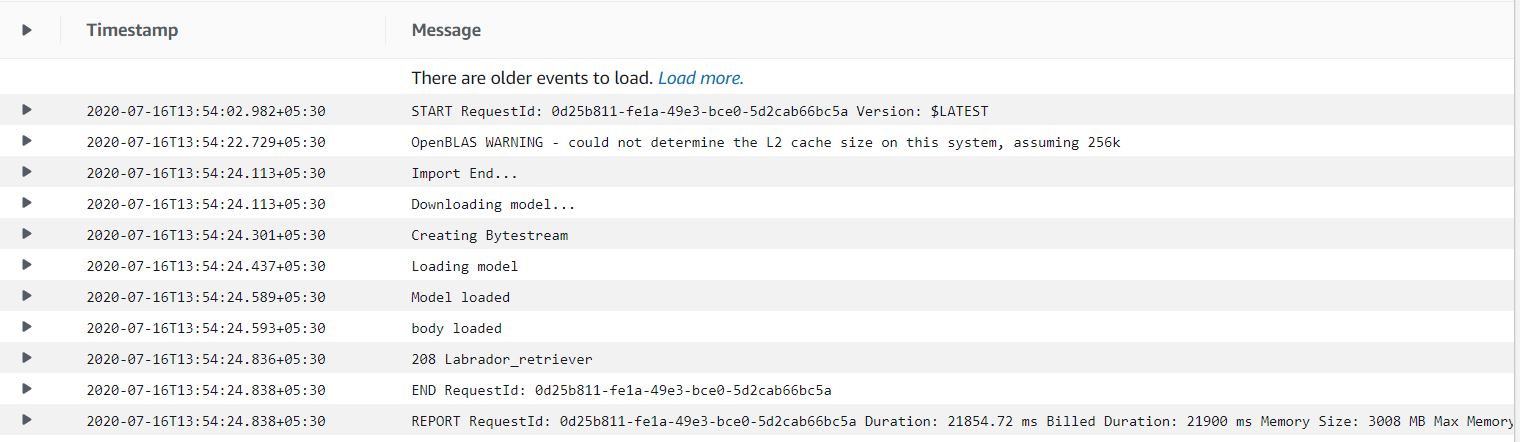 Timestamp Message
There are older events to load. Load more.
2020-07-16T13:54:02.982+05:30 START RequestId: 0d25b811-fe1a-49e3-bce0-5d2cab66bc5a Version: $LATEST
2020-07-16T13:54:22.729+05:30 OpenBLAS WARNING - could not determine the L2 cache size on this system, assuming 256k
2020-07-16T13:54:24.113+05:30 Import End...
2020-07-16T13:54:24.113+05:30 Downloading model...
2020-07-16T13:54:24.301+05:30 Creating Bytestream
2020-07-16T13:54:24.437+05:30 Loading model
2020-07-16T13:54:24.589+05:30 Model loaded
2020-07-16T13:54:24.593+05:30 body loaded
2020-07-16T13:54:24.836+05:30 208 Labrador_retriever
2020-07-16T13:54:24.838+05:30 END RequestId: 0d25b811-fe1a-49e3-bce0-5d2cab66bc5a
2020-07-16T13:54:24.838+05:30 REPORT RequestId: 0d25b811-fe1a-49e3-bce0-5d2cab66bc5a Duration: 21854.72 ms Billed Duration: 21900 ms Memory Size: 3008 MB Max Memory